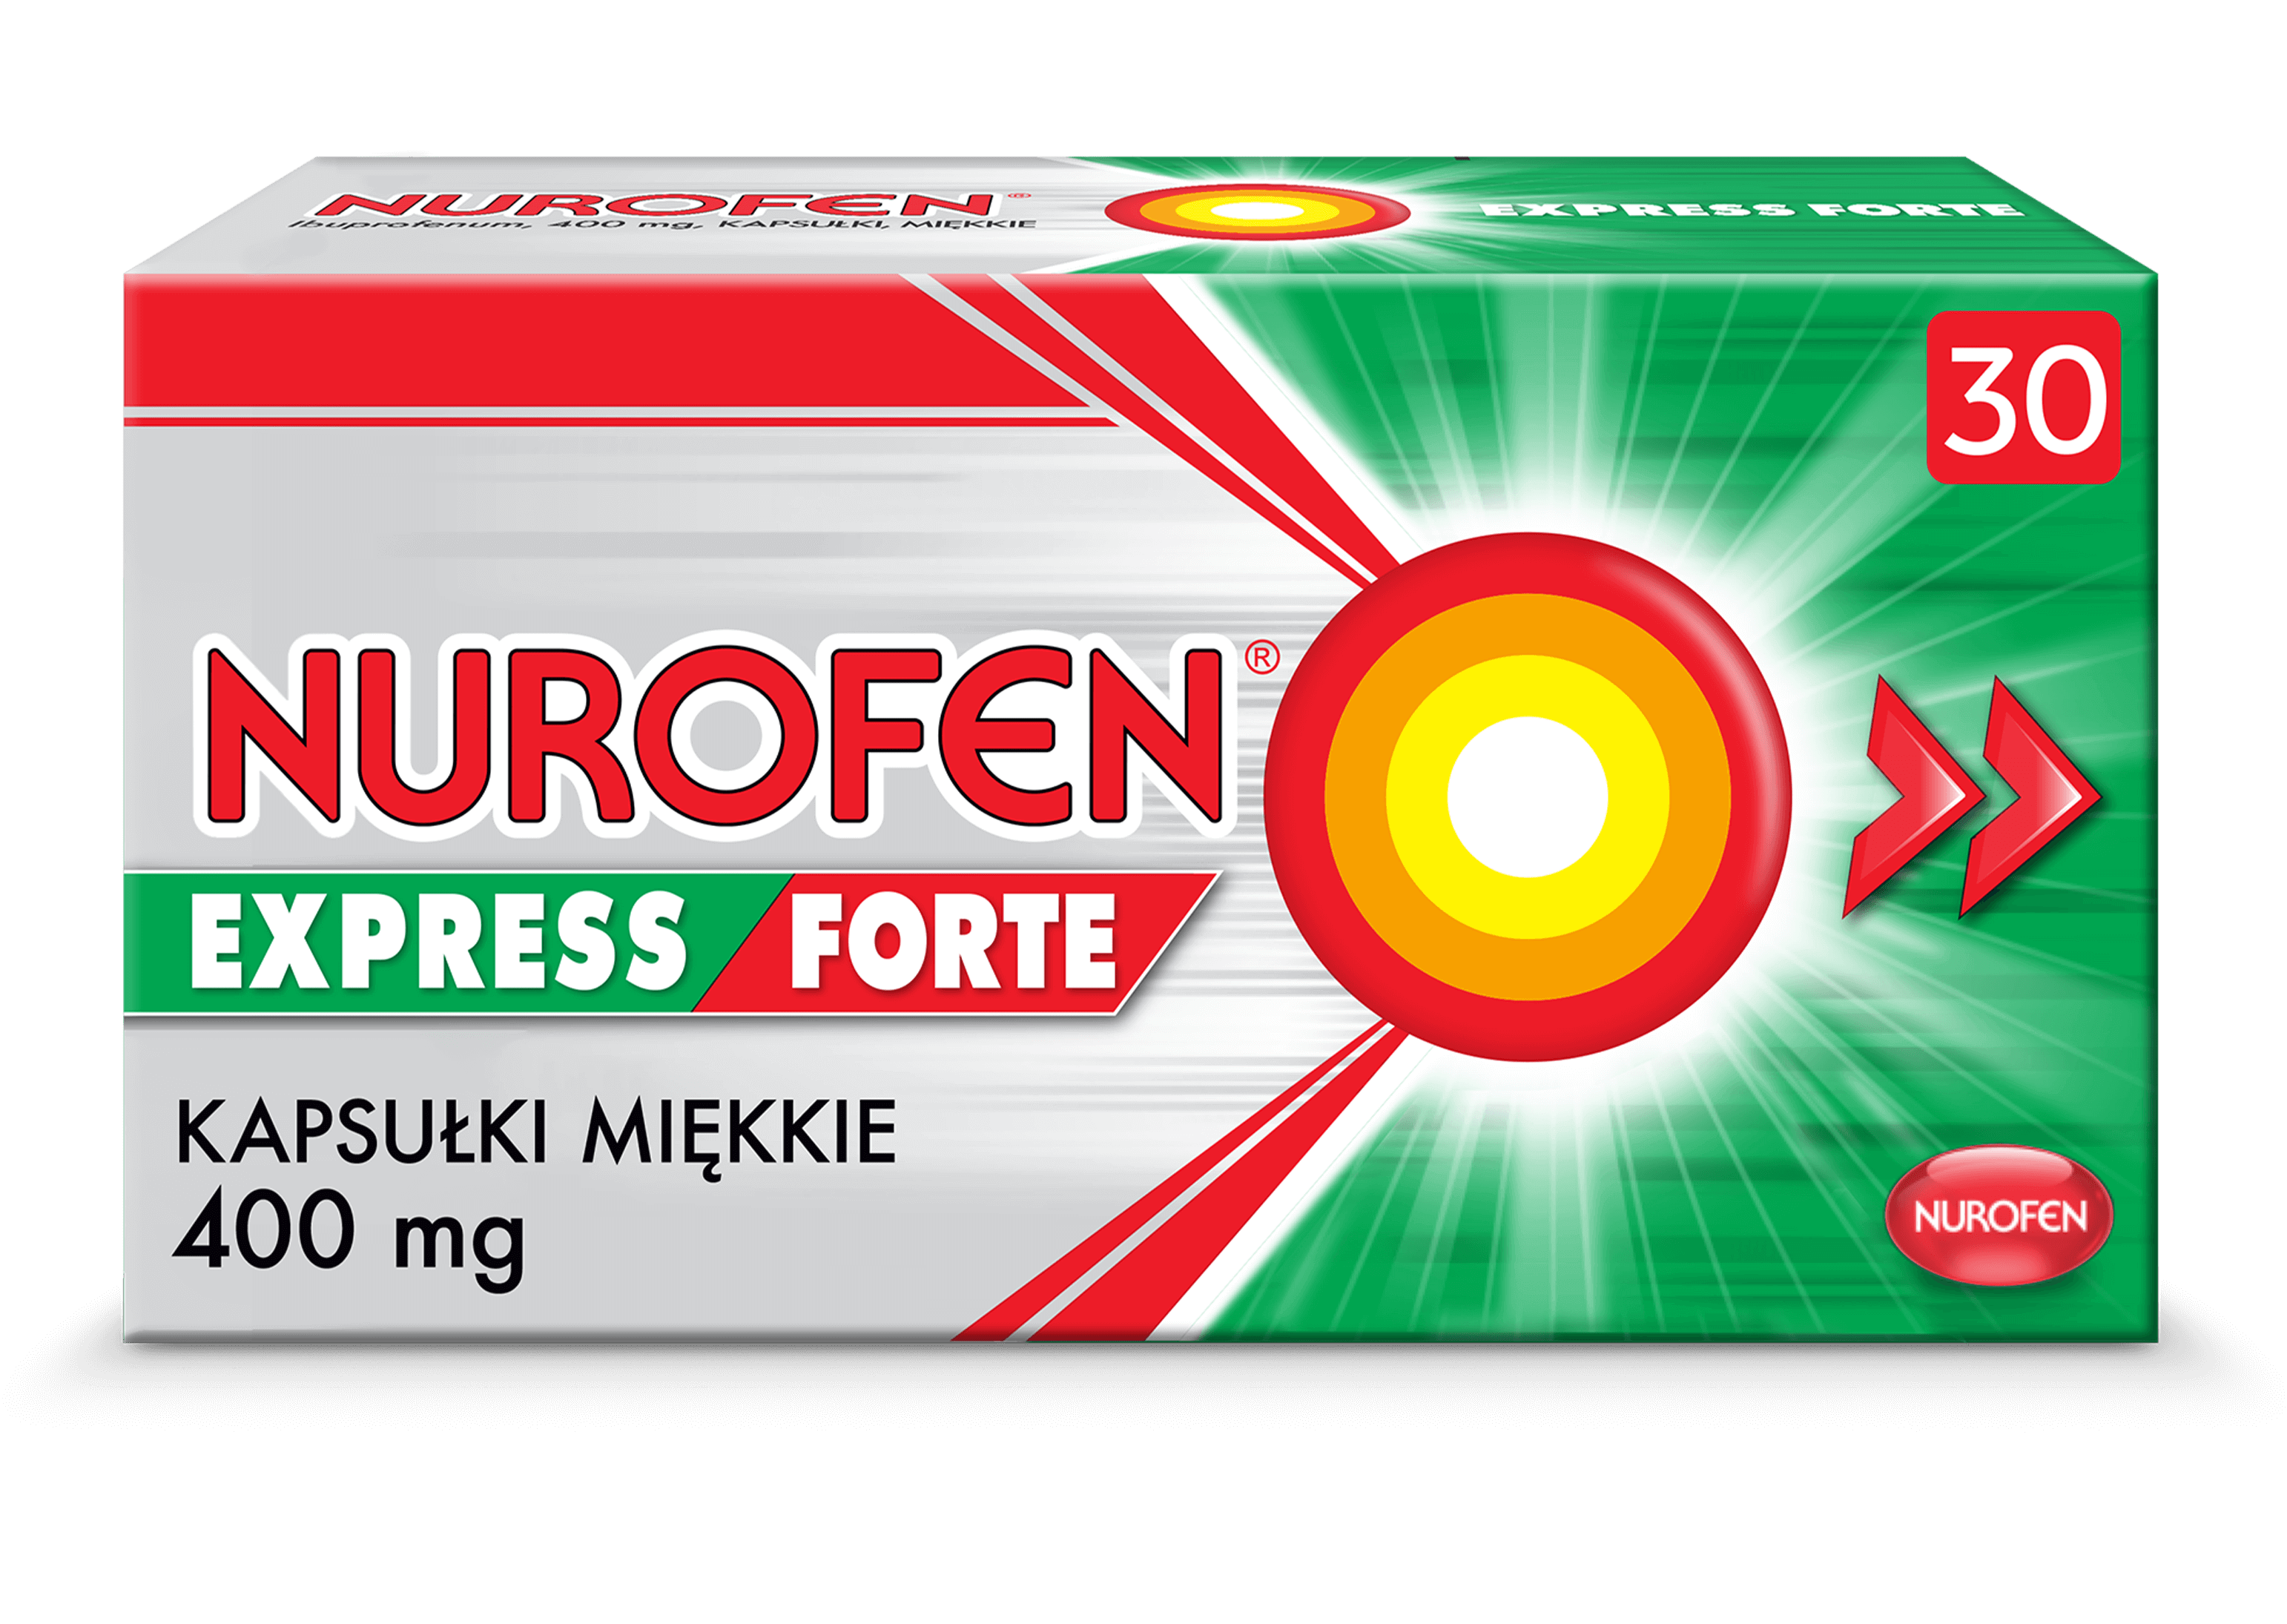 NUROFEN®
EXPRESS FORTE
Ibuprofenum, 400 mg, KAPSUŁKI, MIĘKKIE
30
NUROFEN®
EXPRESS FORTE
KAPSUŁKI MIĘKKIE
400 mg
NUROFEN